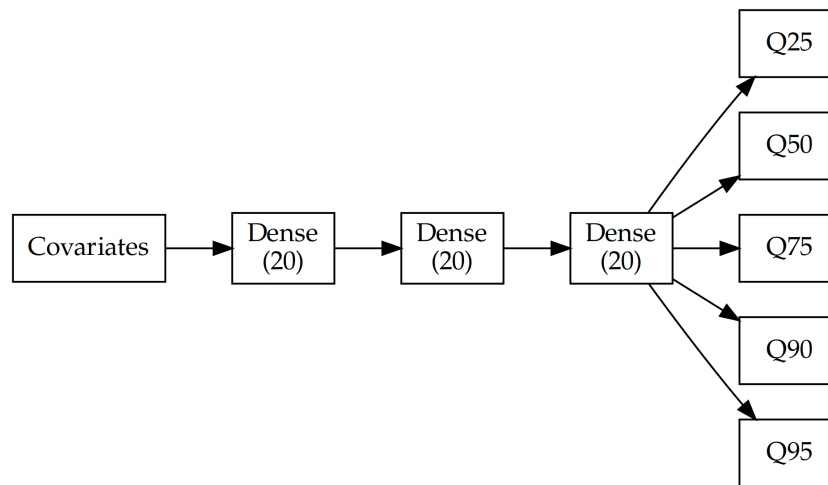 Covariates
Dense
(20)
Dense
(20)
Dense
(20)
Q25
Q50
Q75
Q90
Q95